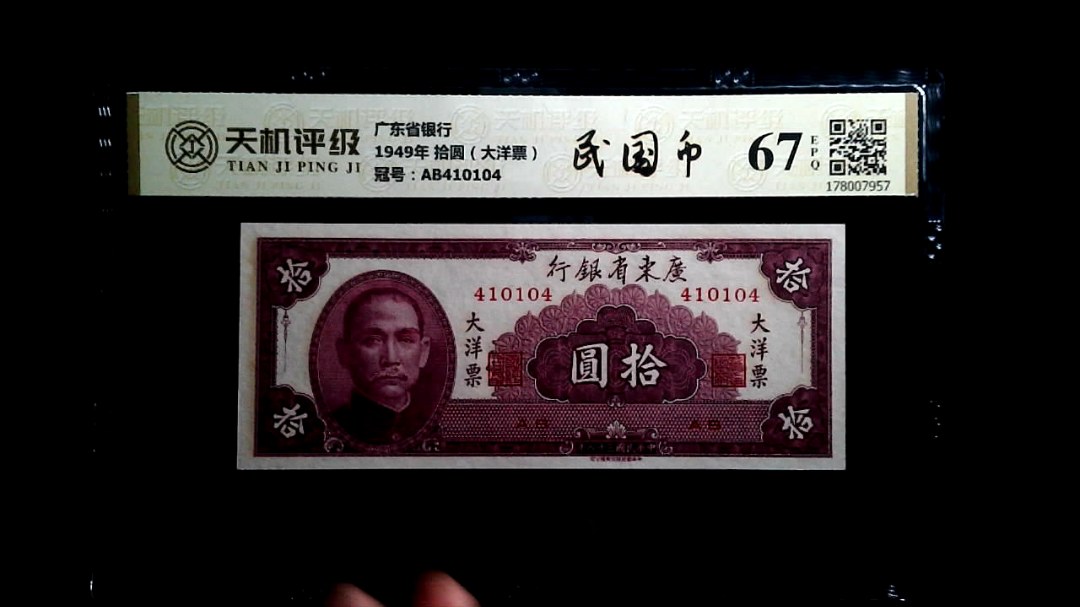 天机评级
TIAN JI PING JI
广东省银行
1949年 拾圆（大洋票）
冠号：AB410104
民国币
67
EPQ
178007957
行銀省東廣
410104
410104
大洋票
大洋票
圓拾
拾
拾
拾
拾
AB
AB